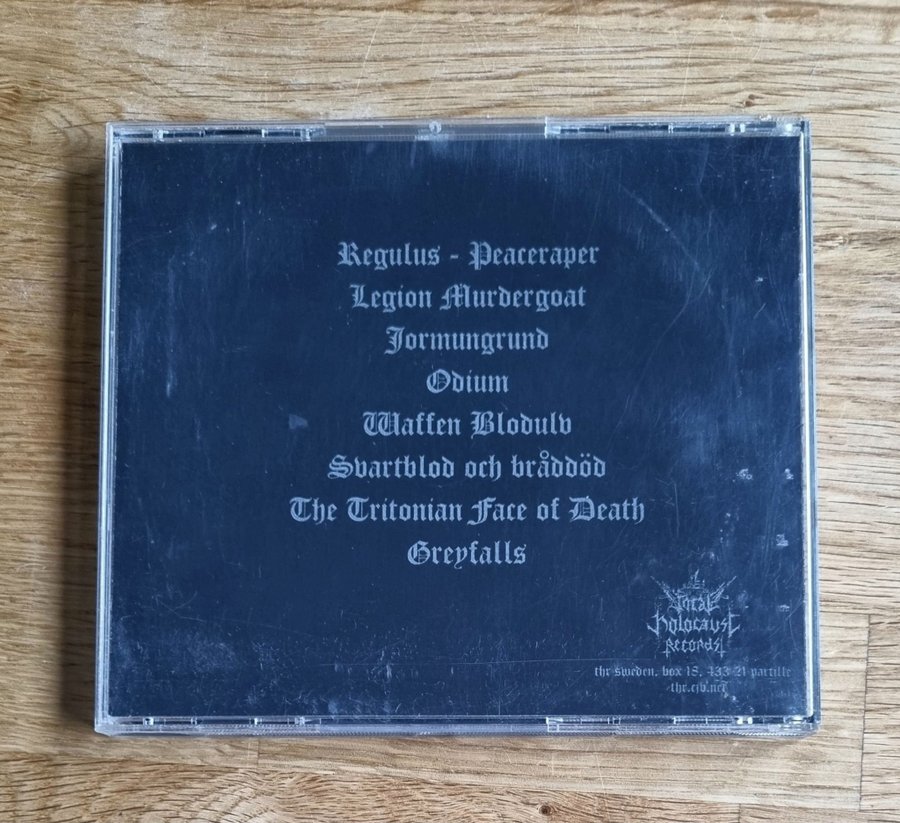 Regulus - Peaceraper
Legion Murdergoat
Jormungrund
Odium
Waffen Blodulv
Svartblod och bråddöd
The Tritonian Face of Death
Greyfalls
Total
Holocaust
Records
thr sweden, box 18, 433 21 partille
thr.cjb.net